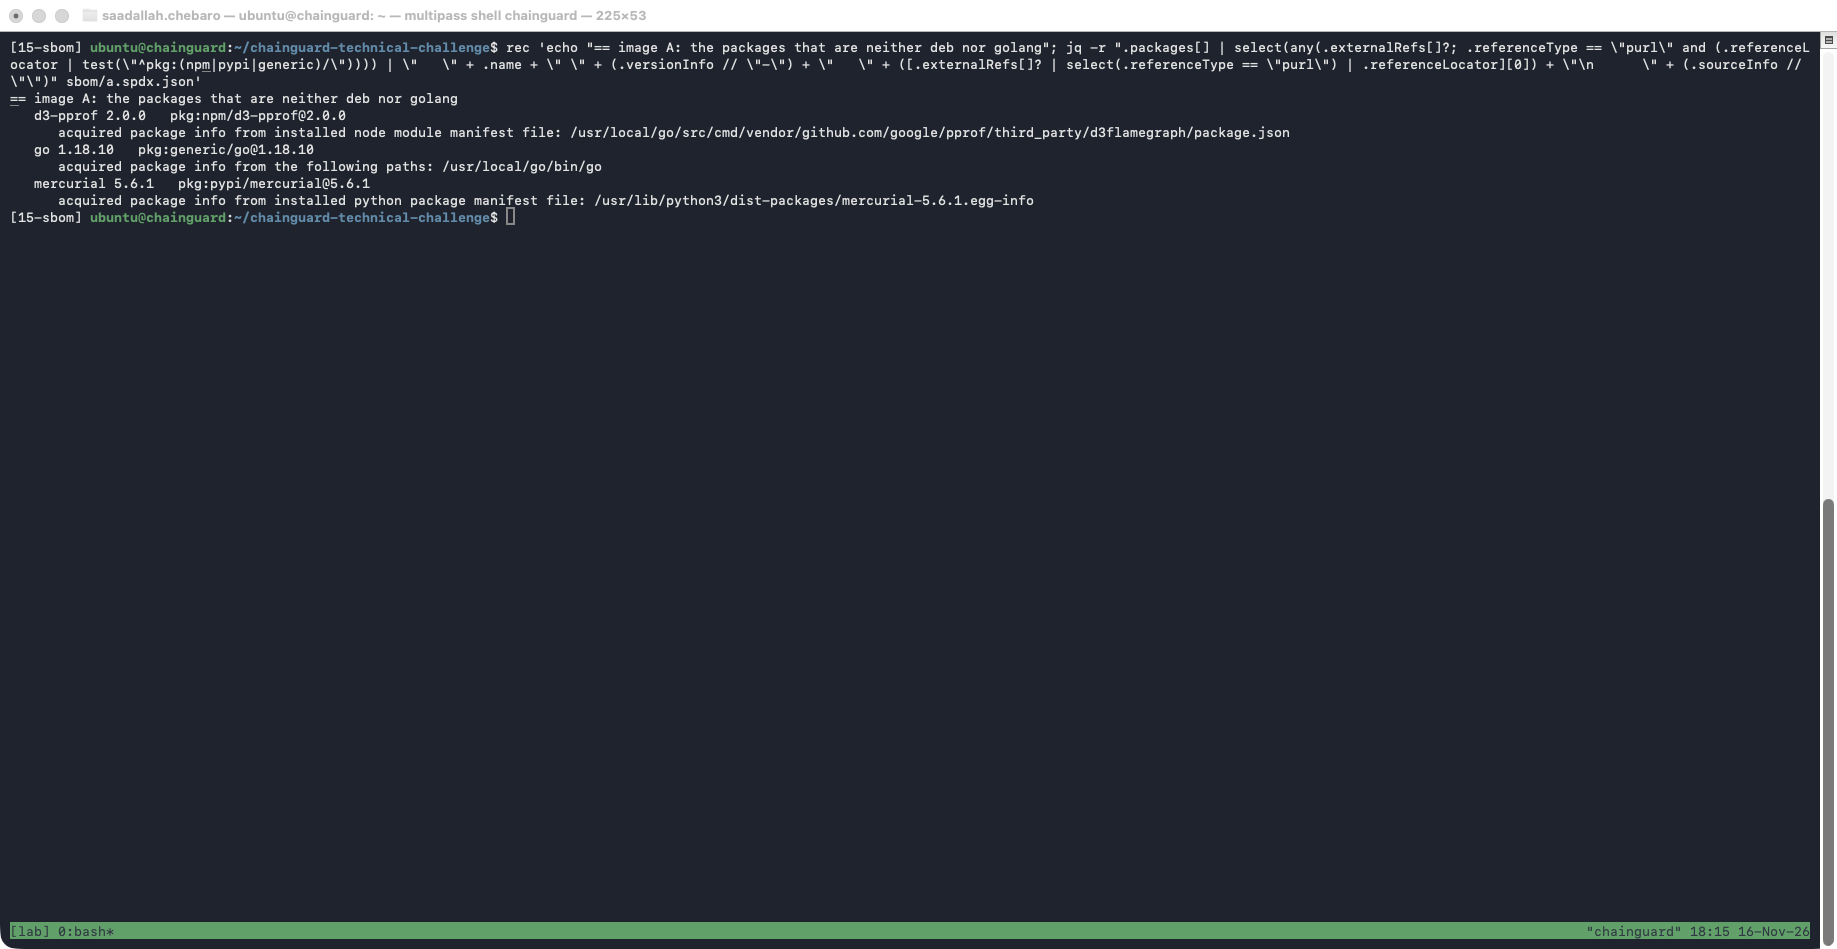 saadallah.chebaro — ubuntu@chainguard: ~ — multipass shell chainguard — 225×53
[15-sbom] ubuntu@chainguard:~/chainguard-technical-challenge$ rec 'echo "== image A: the packages that are neither deb nor golang"; jq -r ".packages[] | select(any(.externalRefs[]?; .referenceType == \"purl\" and (.referenceL
ocator | test(\"^pkg:(npm|pypi|generic)/\")))) | \"   \" + .name + \" \" + (.versionInfo // \"-\") + \"   \" + ([.externalRefs[]? | select(.referenceType == \"purl\") | .referenceLocator][0]) + \"\n      \" + (.sourceInfo //
\"\")" sbom/a.spdx.json'
== image A: the packages that are neither deb nor golang
   d3-pprof 2.0.0   pkg:npm/d3-pprof@2.0.0
      acquired package info from installed node module manifest file: /usr/local/go/src/cmd/vendor/github.com/google/pprof/third_party/d3flamegraph/package.json
   go 1.18.10   pkg:generic/go@1.18.10
      acquired package info from the following paths: /usr/local/go/bin/go
   mercurial 5.6.1   pkg:pypi/mercurial@5.6.1
      acquired package info from installed python package manifest file: /usr/lib/python3/dist-packages/mercurial-5.6.1.egg-info
[15-sbom] ubuntu@chainguard:~/chainguard-technical-challenge$
[lab] 0:bash* "chainguard" 18:15 16-Nov-26